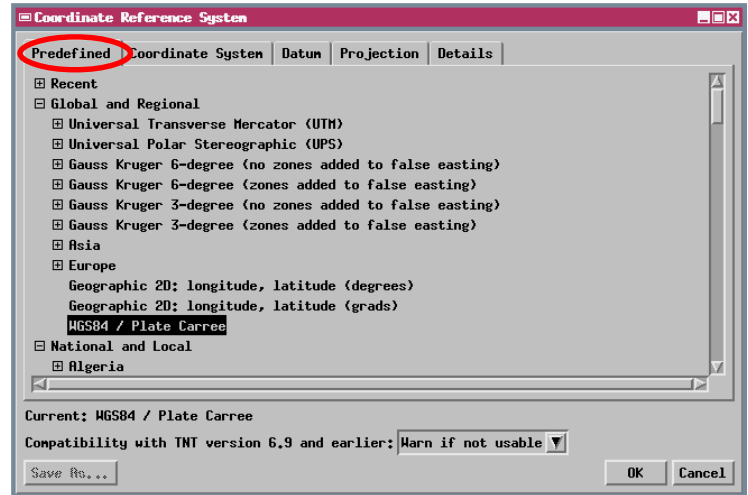 Coordinate Reference System
Predefined Coordinate System Datum Projection Details
Recent
Global and Regional
Universal Transverse Mercator (UTM)
Universal Polar Stereographic (UPS)
Gauss Kruger 6-degree (no zones added to false easting)
Gauss Kruger 6-degree (zones added to false easting)
Gauss Kruger 3-degree (no zones added to false easting)
Gauss Kruger 3-degree (zones added to false easting)
Asia
Europe
Geographic 2D: longitude, latitude (degrees)
Geographic 2D: longitude, latitude (grads)
WGS84 / Plate Carree
National and Local
Algeria
Current: WGS84 / Plate Carree
Compatibility with TNT version 6.9 and earlier: Warn if not usable
Save As... OK Cancel